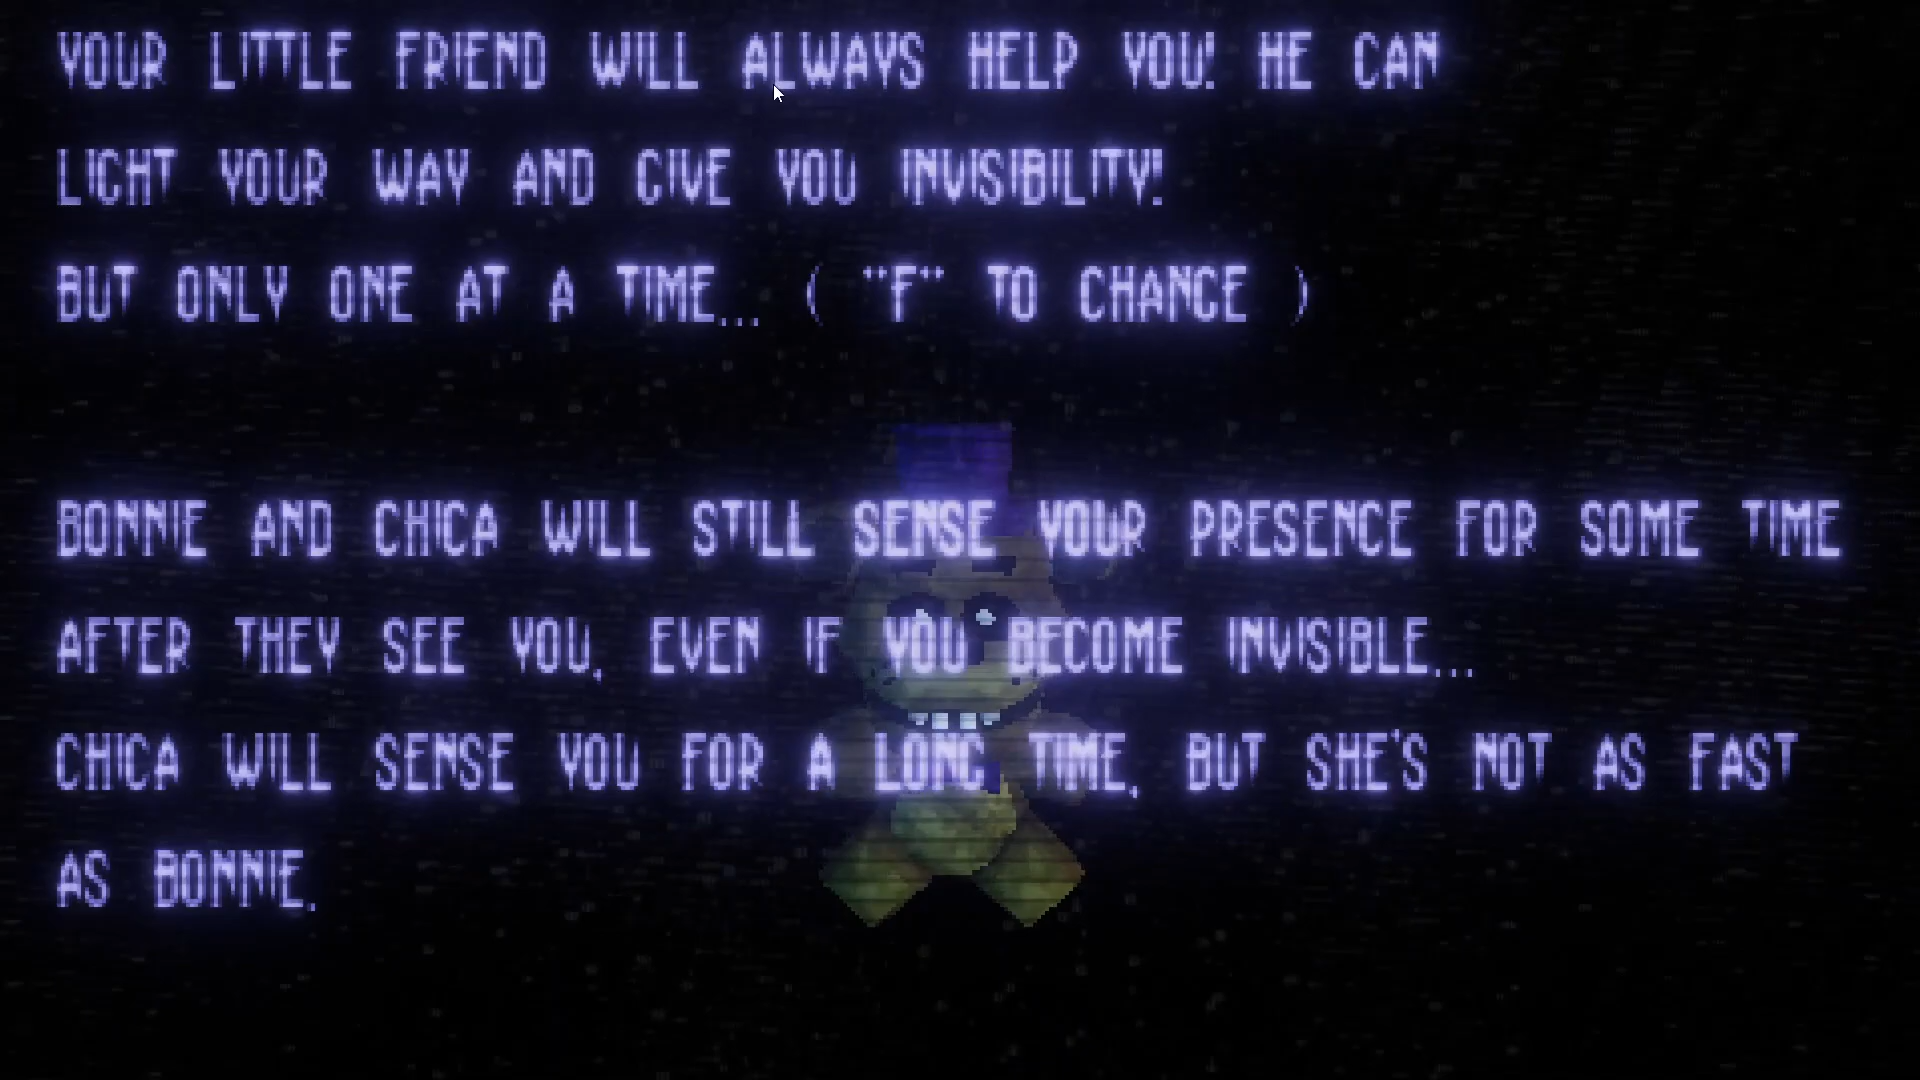 YOUR LITTLE FRIEND WILL ALWAYS HELP YOU! HE CAN
LIGHT YOUR WAY AND GIVE YOU INVISIBILITY!
BUT ONLY ONE AT A TIME... ( "F" TO CHANGE )
BONNIE AND CHICA WILL STILL SENSE YOUR PRESENCE FOR SOME TIME
AFTER THEY SEE YOU, EVEN IF YOU BECOME INVISIBLE...
CHICA WILL SENSE YOU FOR A LONG TIME, BUT SHE'S NOT AS FAST
AS BONNIE.